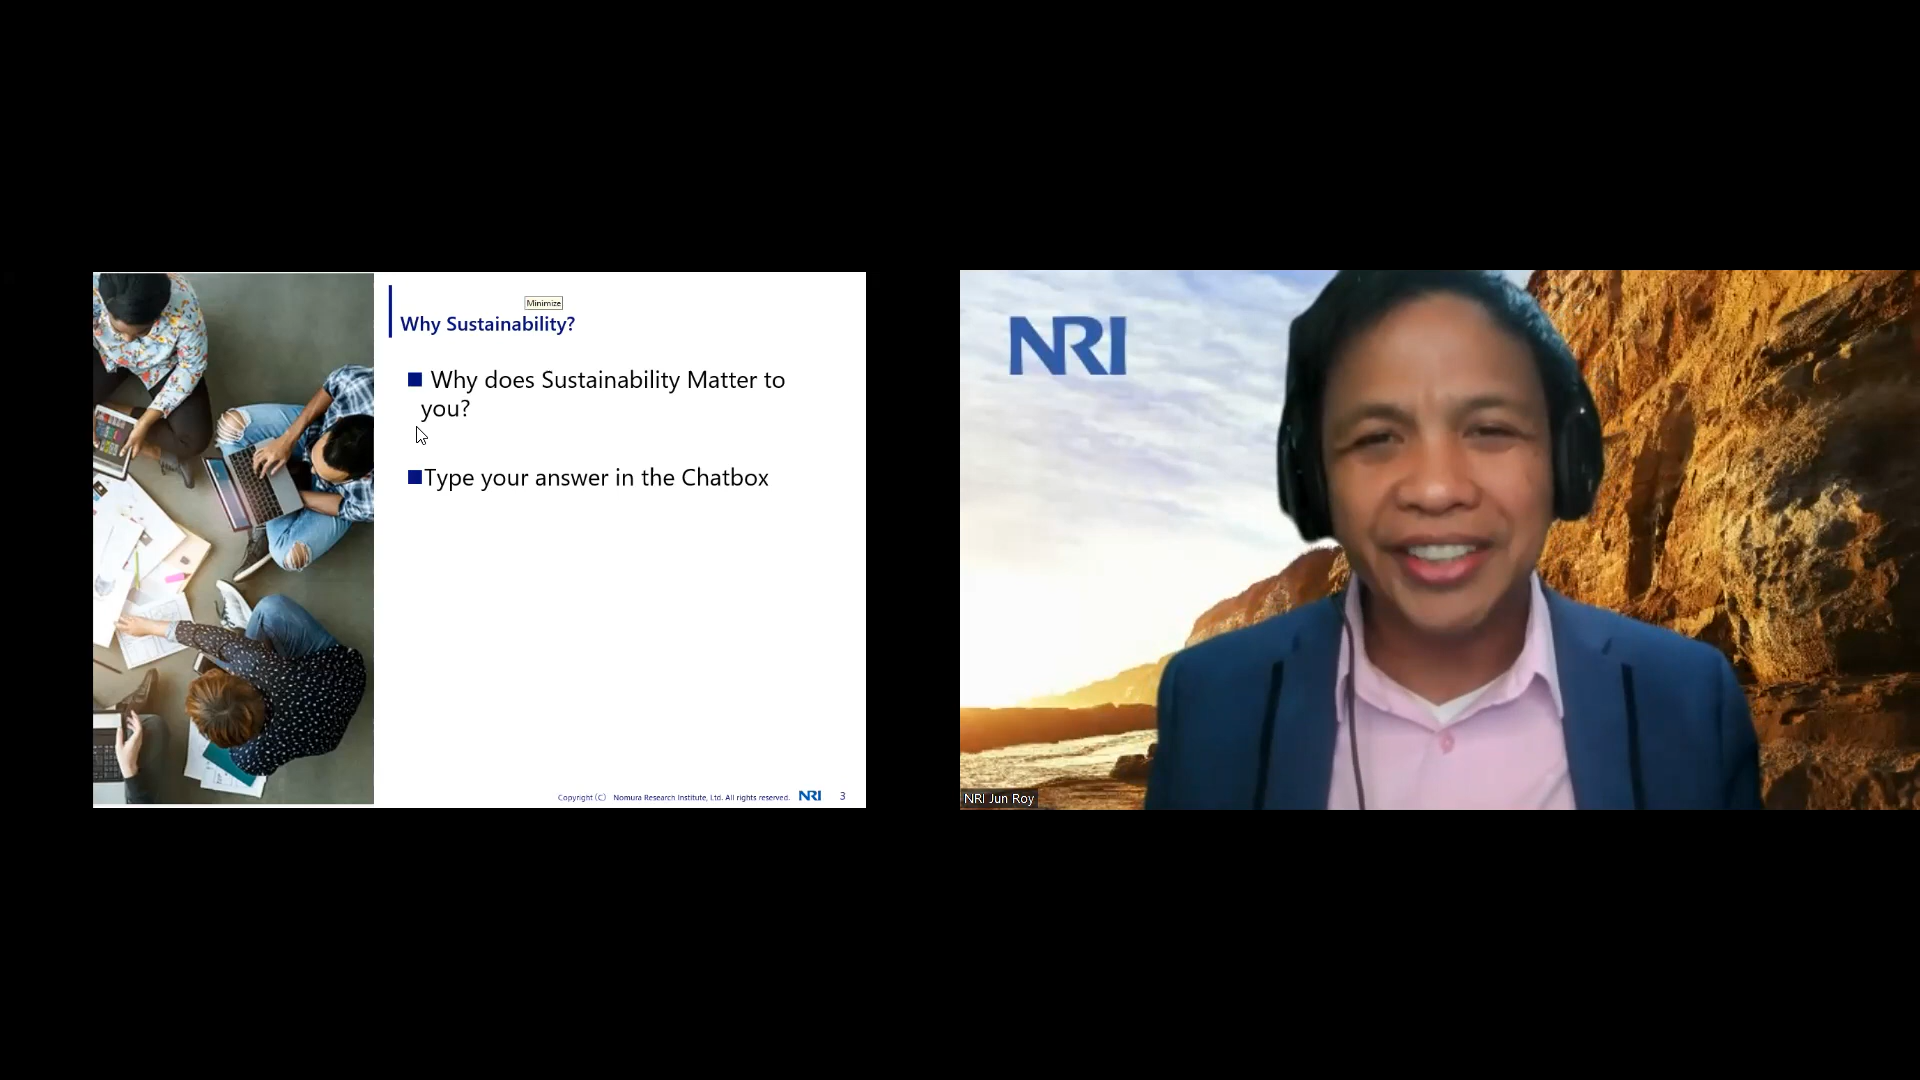 Minimize
Why Sustainability?
Why does Sustainability Matter to
you?
Type your answer in the Chatbox
Copyright (C) Nomura Research Institute, Ltd. All rights reserved. NRI 3
NRI
NRI Jun Roy